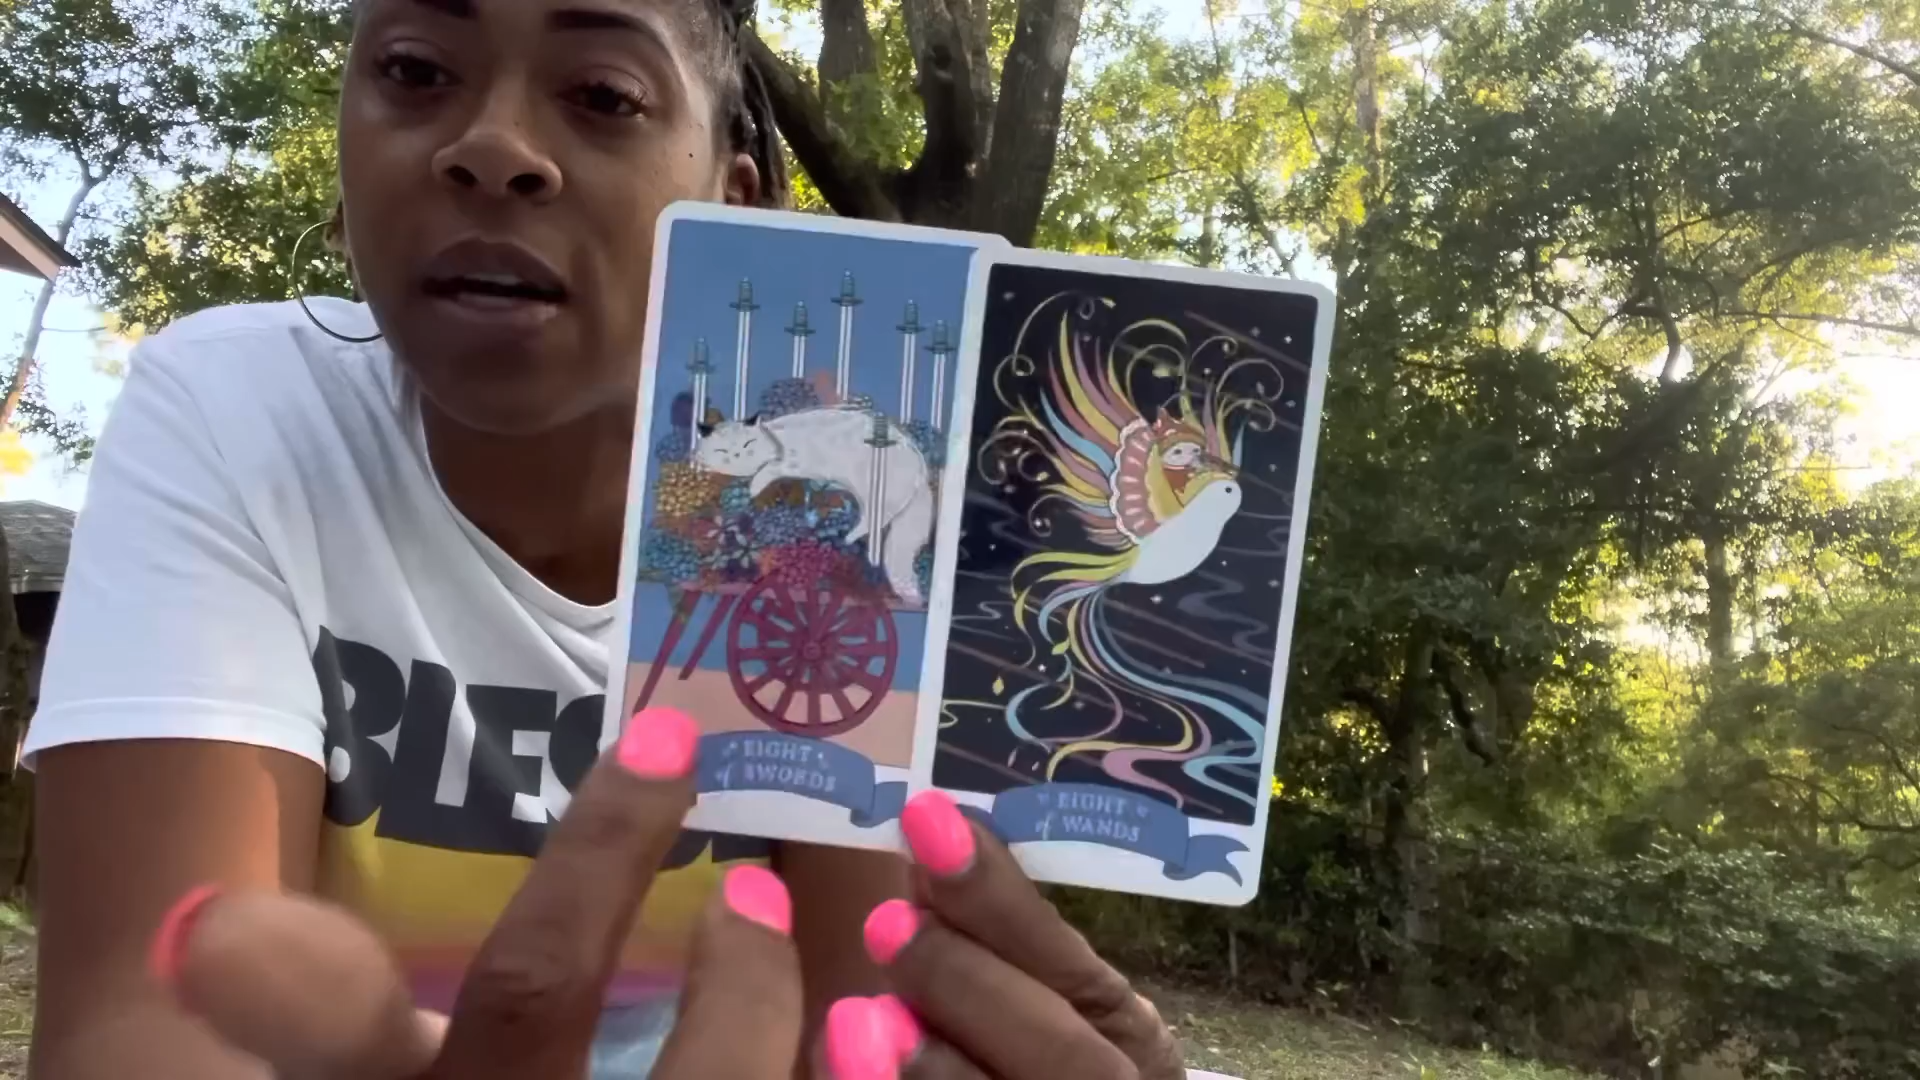 BLES
EIGHT
of SWORDS
EIGHT
of WANDS